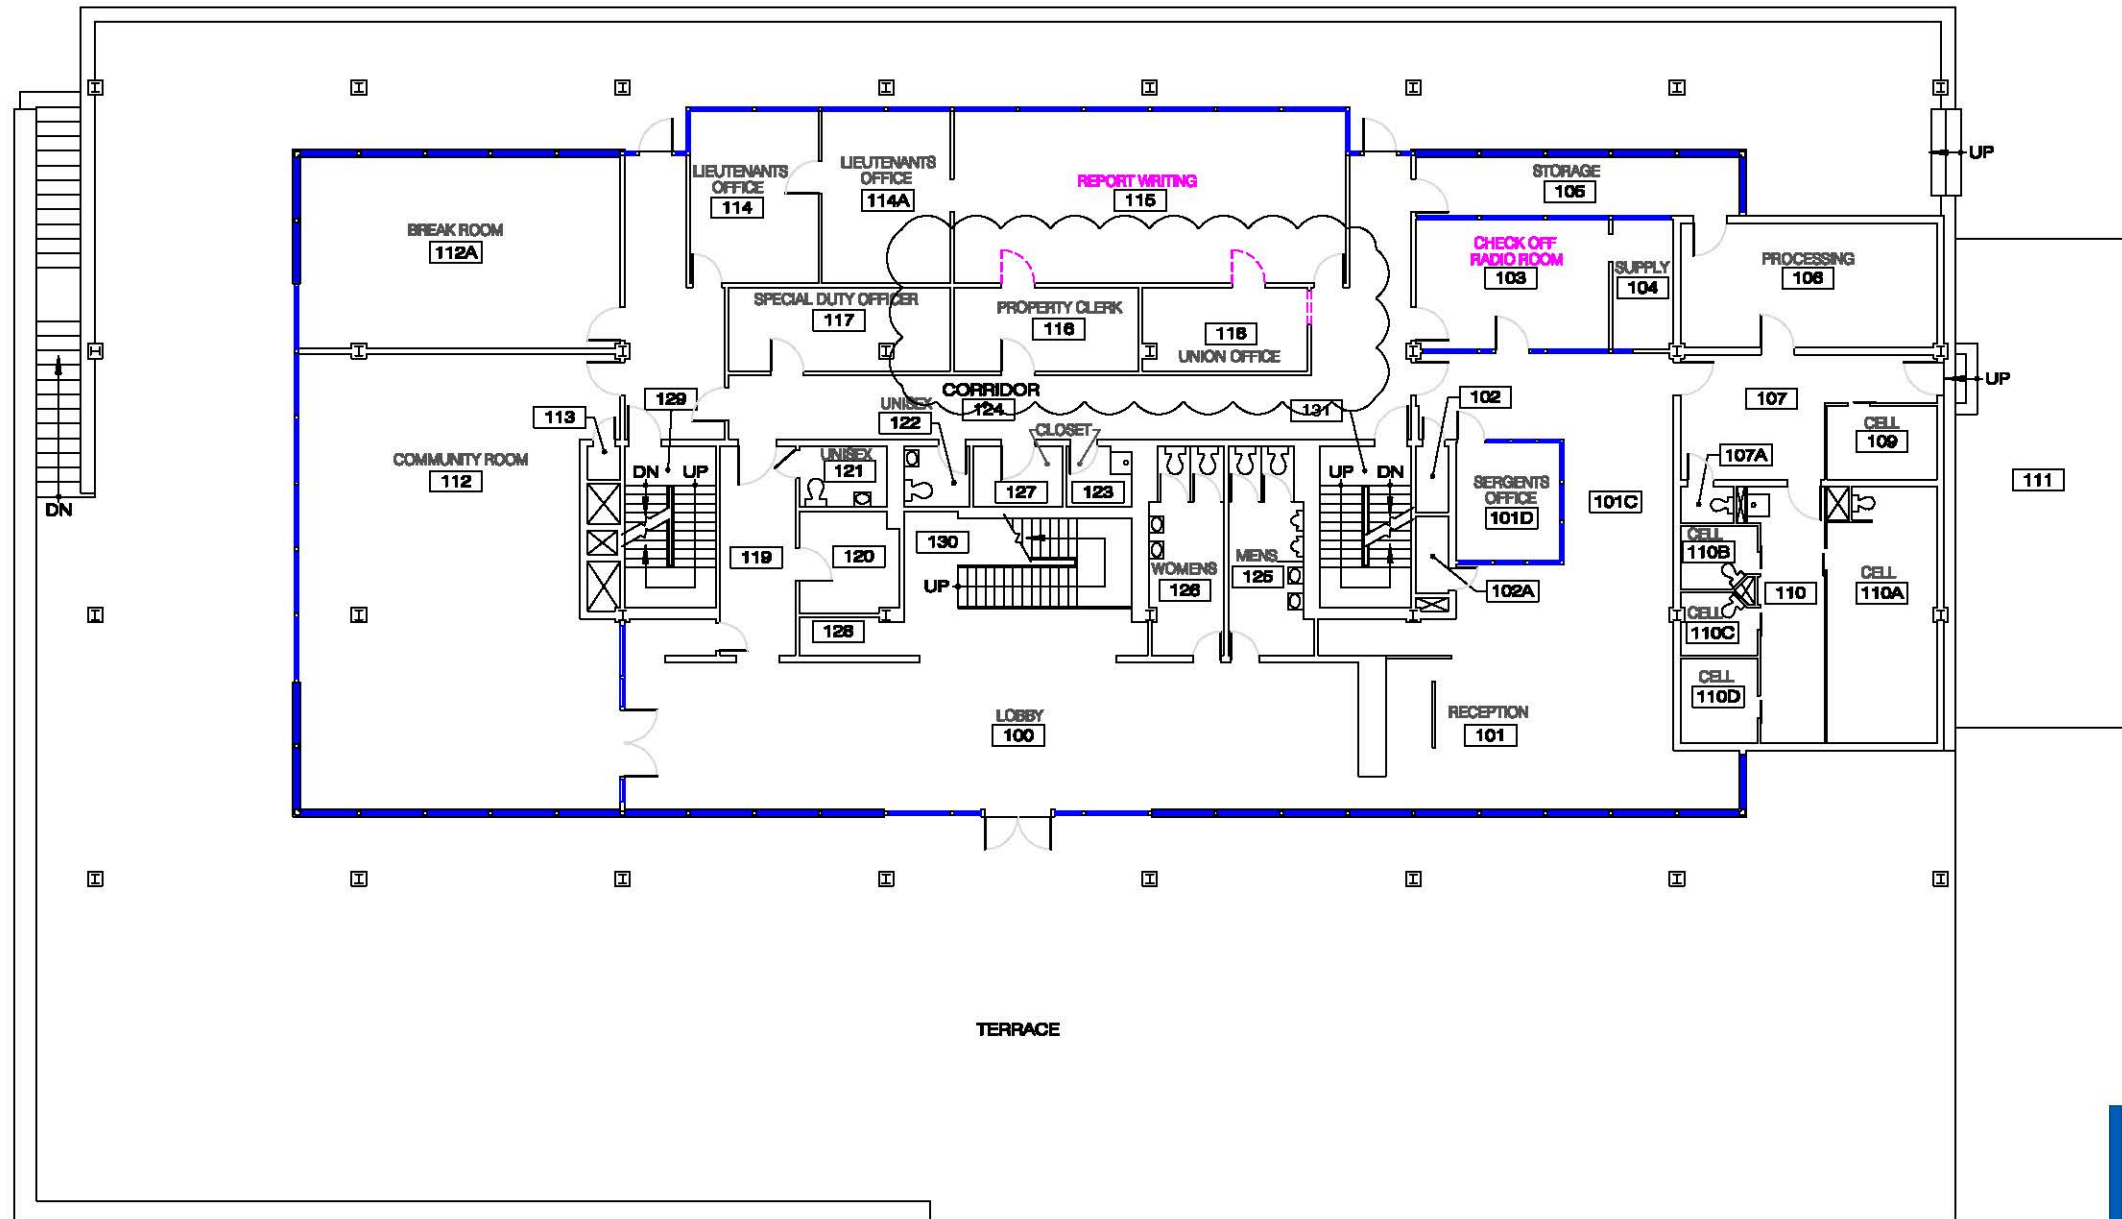 UP
STORAGE
105
LIEUTENANTS
OFFICE
114
LIEUTENANTS
OFFICE
114A
REPORT WRITING
115
BREAK ROOM
112A
CHECK OFF
RADIO ROOM
103
SUPPLY
104
PROCESSING
106
SPECIAL DUTY OFFICER
117
PROPERTY CLERK
116
118
UNION OFFICE
UP
CORRIDOR
124
129
113
UNISEX
122
131
102
107
CLOSET
CELL
109
COMMUNITY ROOM
112
DN
UP
UNISEX
121
127
123
UP
DN
SERGENTS
OFFICE
101D
101C
107A
111
DN
119
120
130
UP
WOMENS
126
MENS
125
102A
CELL
110B
110
CELL
110A
CELL
110C
128
CELL
110D
LOBBY
100
RECEPTION
101
TERRACE